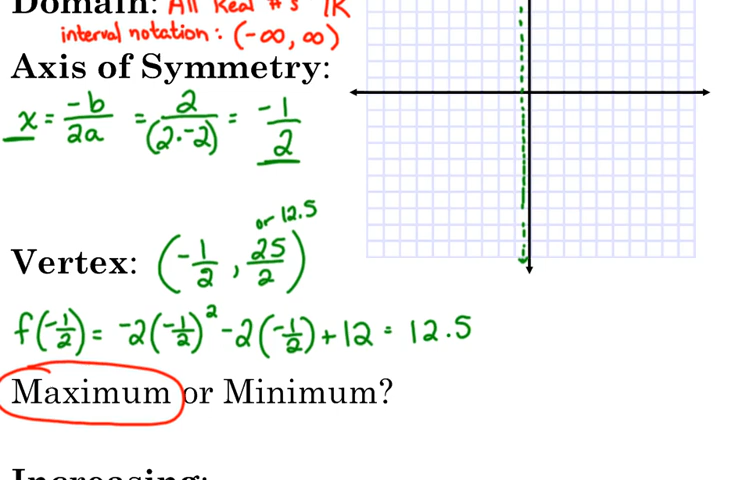 Domain: All Real #'s ℝ
interval notation: (-∞, ∞)
Axis of Symmetry:
x = -b/2a = 2/(2·-2) = -1/2
or 12.5
Vertex: (-1/2, 25/2)
f(-1/2) = -2(-1/2)² - 2(-1/2) + 12 = 12.5
Maximum or Minimum?
Increasing: